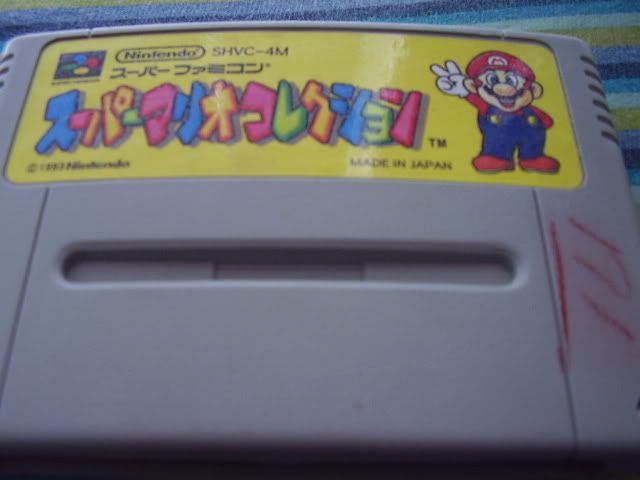 Nintendo SHVC-4M
スーパーファミコン
スーパーマリオコレクション TM
©1993 Nintendo MADE IN JAPAN